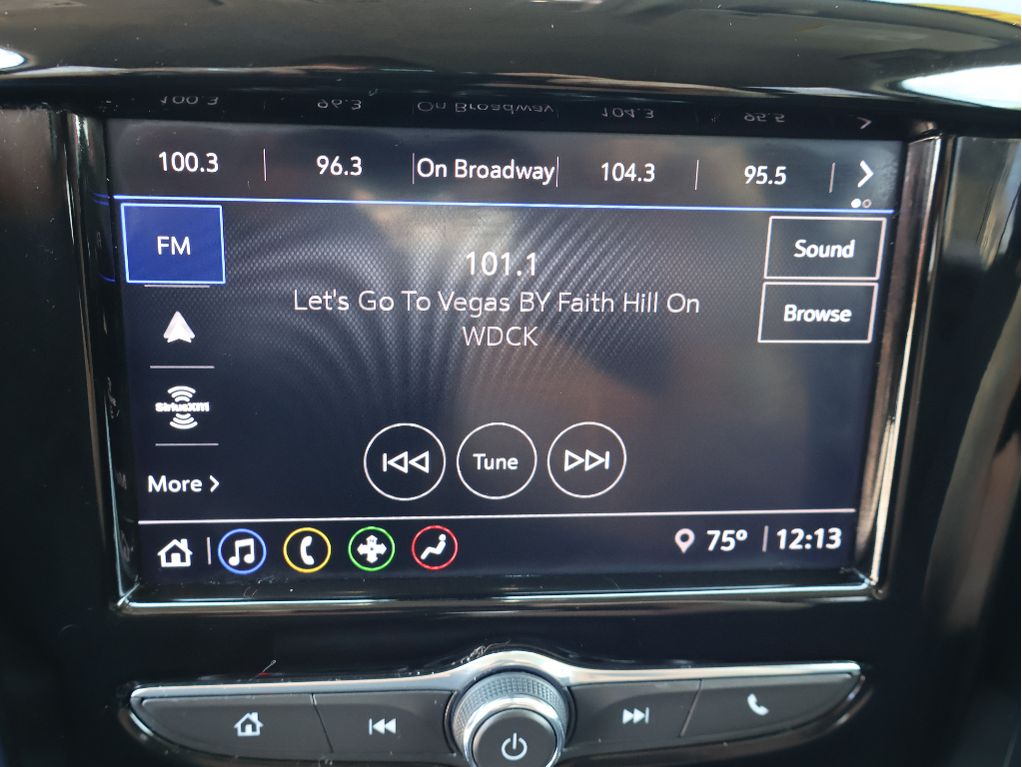 100.3 96.3 On Broadway 104.3 95.5
FM
101.1
Sound
Let's Go To Vegas BY Faith Hill On
WDCK
Browse
SiriusXM
Tune
More
75° 12:13